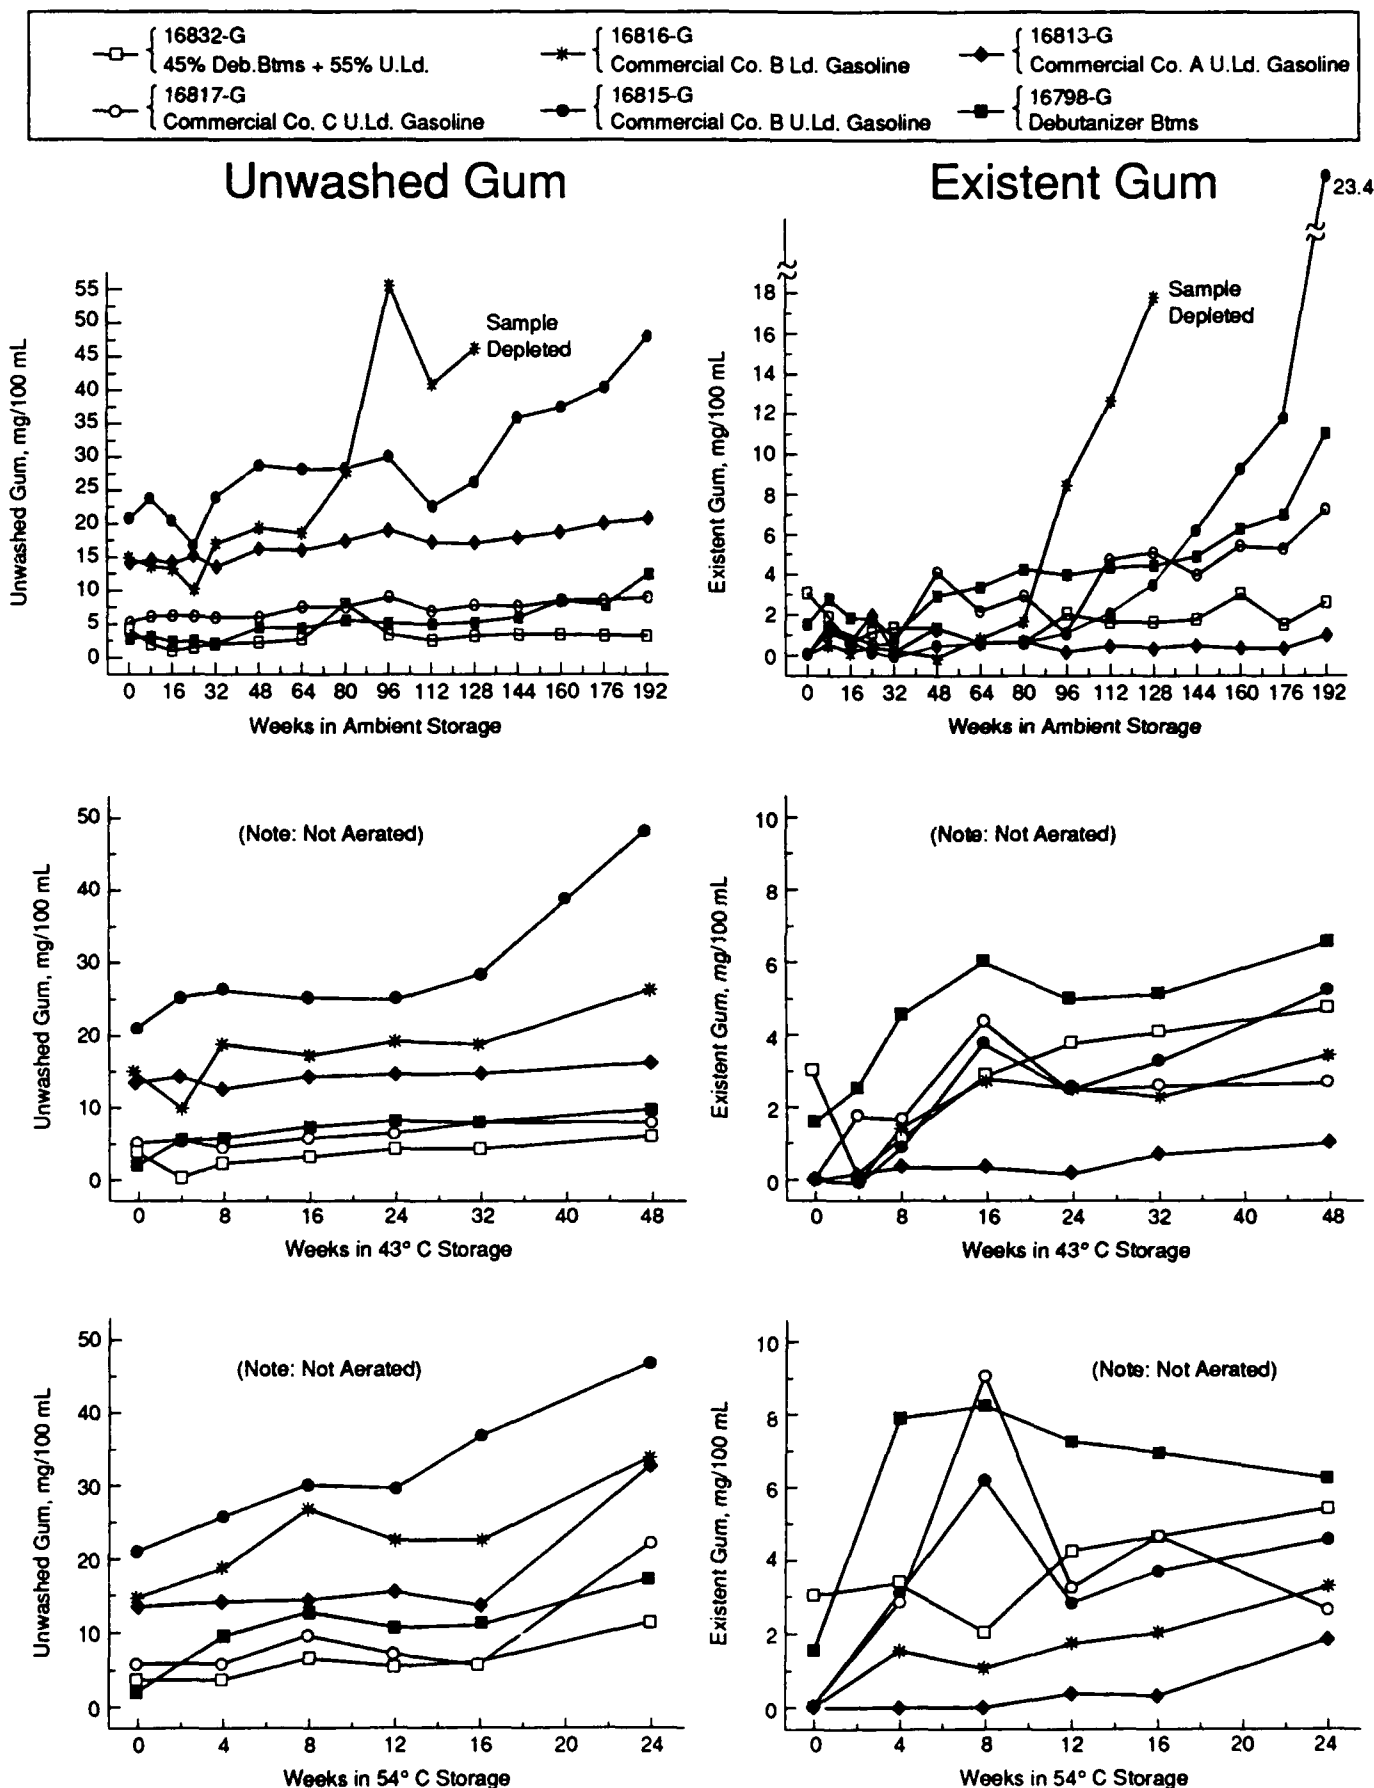 16832-G
45% Deb.Btms + 55% U.Ld.
16816-G
Commercial Co. B Ld. Gasoline
16813-G
Commercial Co. A U.Ld. Gasoline
16817-G
Commercial Co. C U.Ld. Gasoline
16815-G
Commercial Co. B U.Ld. Gasoline
16798-G
Debutanizer Btms
Unwashed Gum
Existent Gum
Unwashed Gum, mg/100 mL
55
50
45
40
35
30
25
20
15
10
5
0
Sample
Depleted
0 16 32 48 64 80 96 112 128 144 160 176 192
Weeks in Ambient Storage
Existent Gum, mg/100 mL
18
16
14
12
10
8
6
4
2
0
23.4
Sample
Depleted
0 16 32 48 64 80 96 112 128 144 160 176 192
Weeks in Ambient Storage
Unwashed Gum, mg/100 mL
50
40
30
20
10
0
(Note: Not Aerated)
0 8 16 24 32 40 48
Weeks in 43° C Storage
Existent Gum, mg/100 mL
10
8
6
4
2
0
(Note: Not Aerated)
0 8 16 24 32 40 48
Weeks in 43° C Storage
Unwashed Gum, mg/100 mL
50
40
30
20
10
0
(Note: Not Aerated)
0 4 8 12 16 20 24
Weeks in 54° C Storage
Existent Gum, mg/100 mL
10
8
6
4
2
0
(Note: Not Aerated)
0 4 8 12 16 20 24
Weeks in 54° C Storage